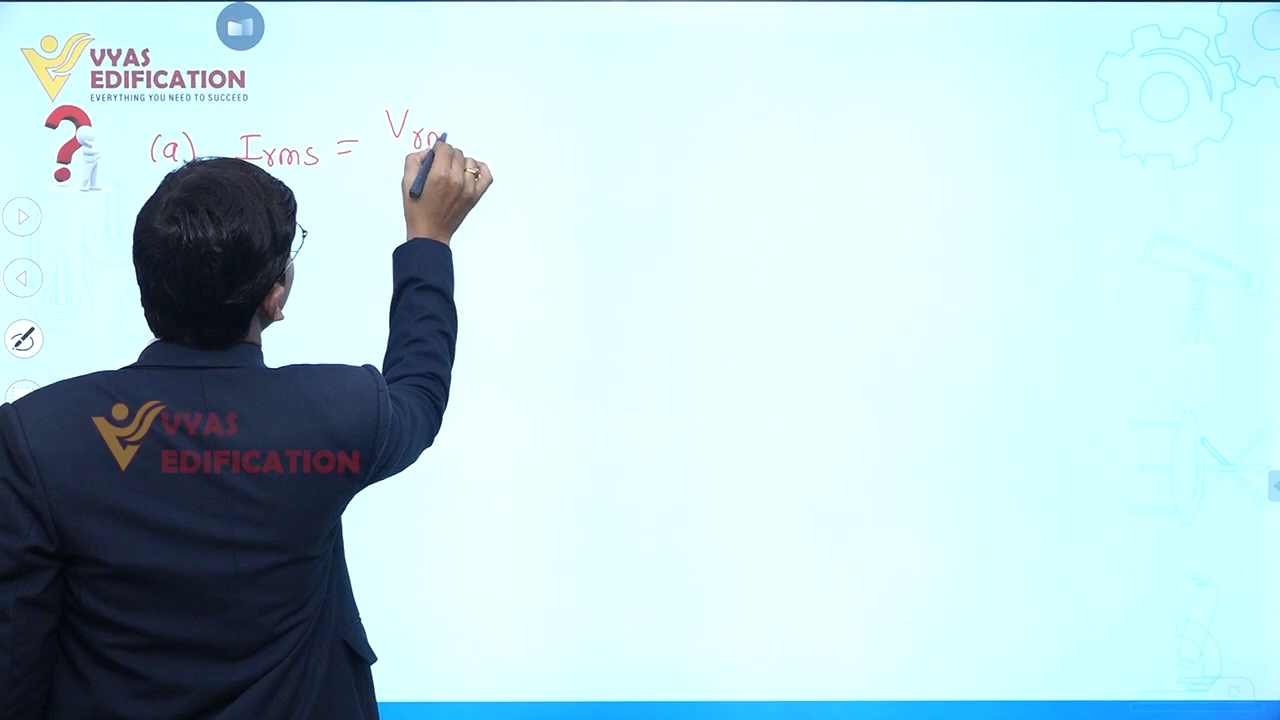 VYAS
EDIFICATION
EVERYTHING YOU NEED TO SUCCEED
(a) Irms = Vrm
VYAS
EDIFICATION